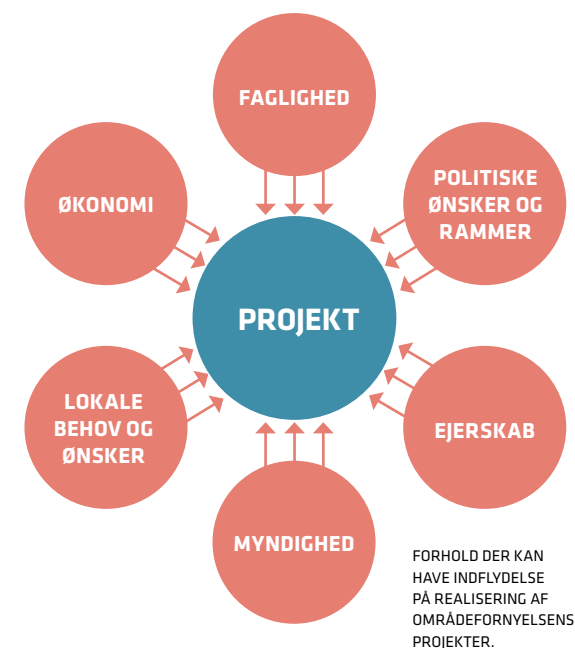 FAGLIGHED
ØKONOMI
POLITISKE
ØNSKER OG
RAMMER
PROJEKT
LOKALE
BEHOV OG
ØNSKER
EJERSKAB
MYNDIGHED
FORHOLD DER KAN
HAVE INDFLYDELSE
PÅ REALISERING AF
OMRÅDEFORNYELSENS
PROJEKTER.